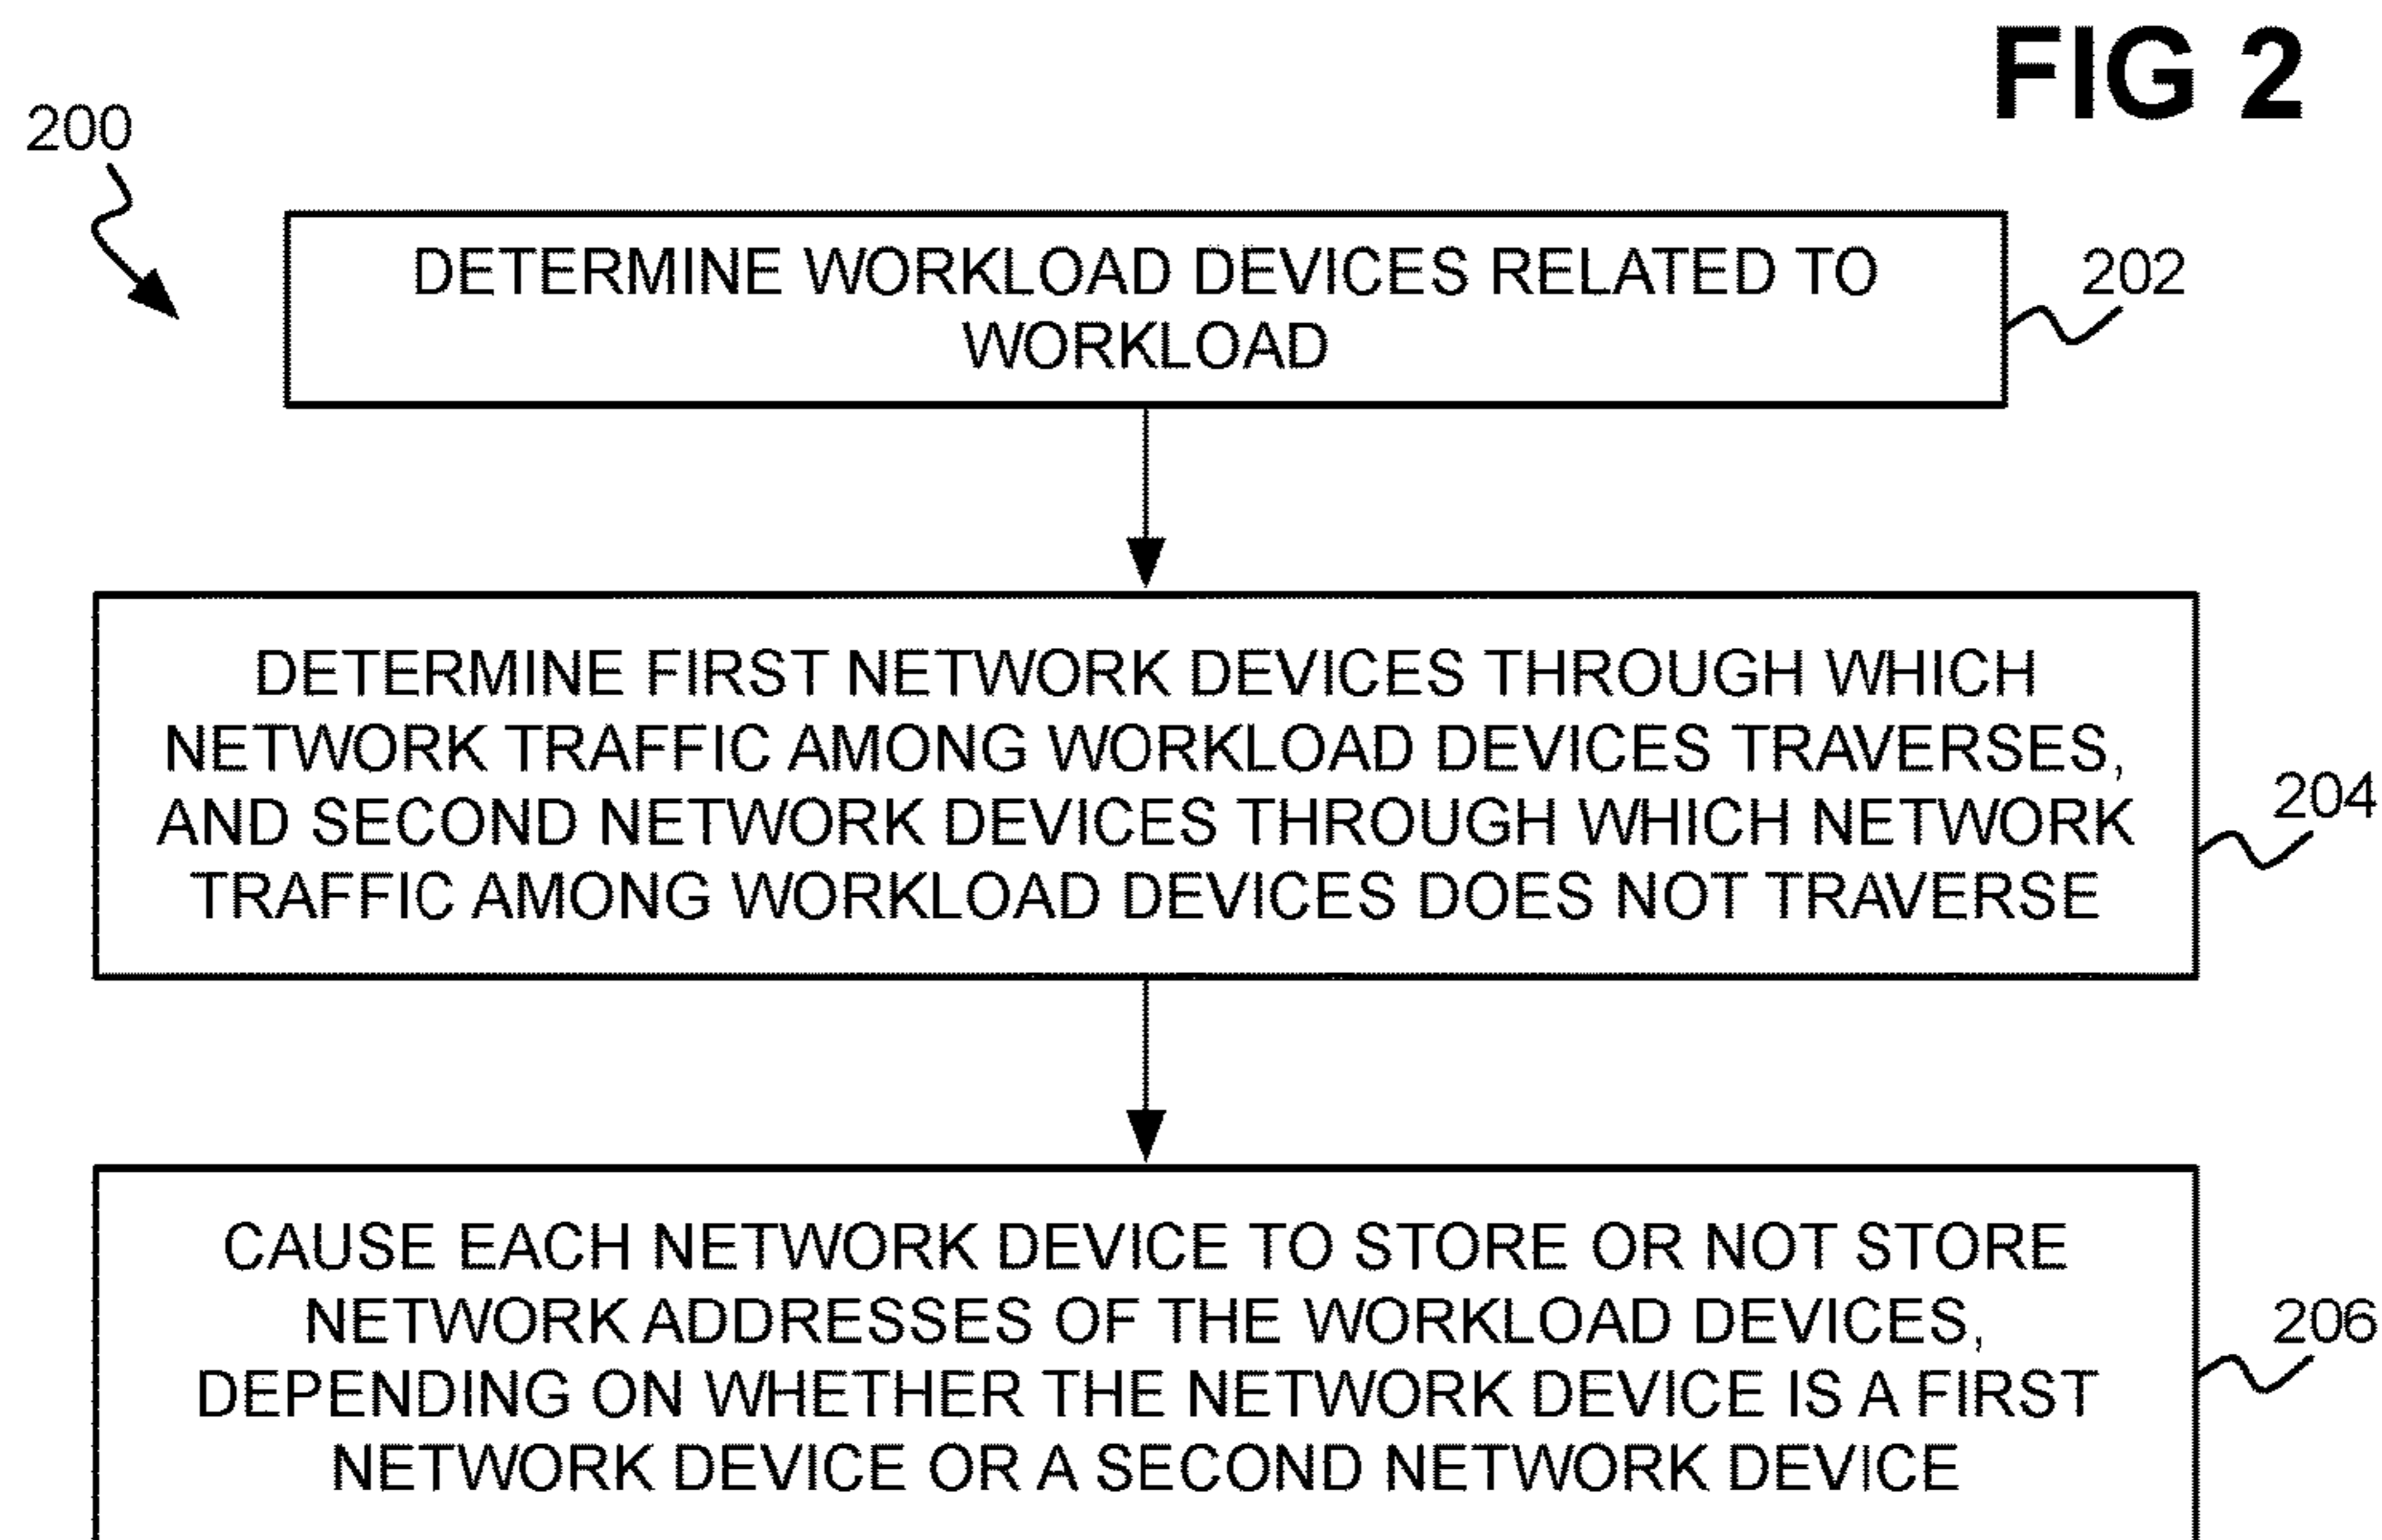 FIG 2
200
DETERMINE WORKLOAD DEVICES RELATED TO
WORKLOAD
202
DETERMINE FIRST NETWORK DEVICES THROUGH WHICH
NETWORK TRAFFIC AMONG WORKLOAD DEVICES TRAVERSES,
AND SECOND NETWORK DEVICES THROUGH WHICH NETWORK
TRAFFIC AMONG WORKLOAD DEVICES DOES NOT TRAVERSE
204
CAUSE EACH NETWORK DEVICE TO STORE OR NOT STORE
NETWORK ADDRESSES OF THE WORKLOAD DEVICES,
DEPENDING ON WHETHER THE NETWORK DEVICE IS A FIRST
NETWORK DEVICE OR A SECOND NETWORK DEVICE
206